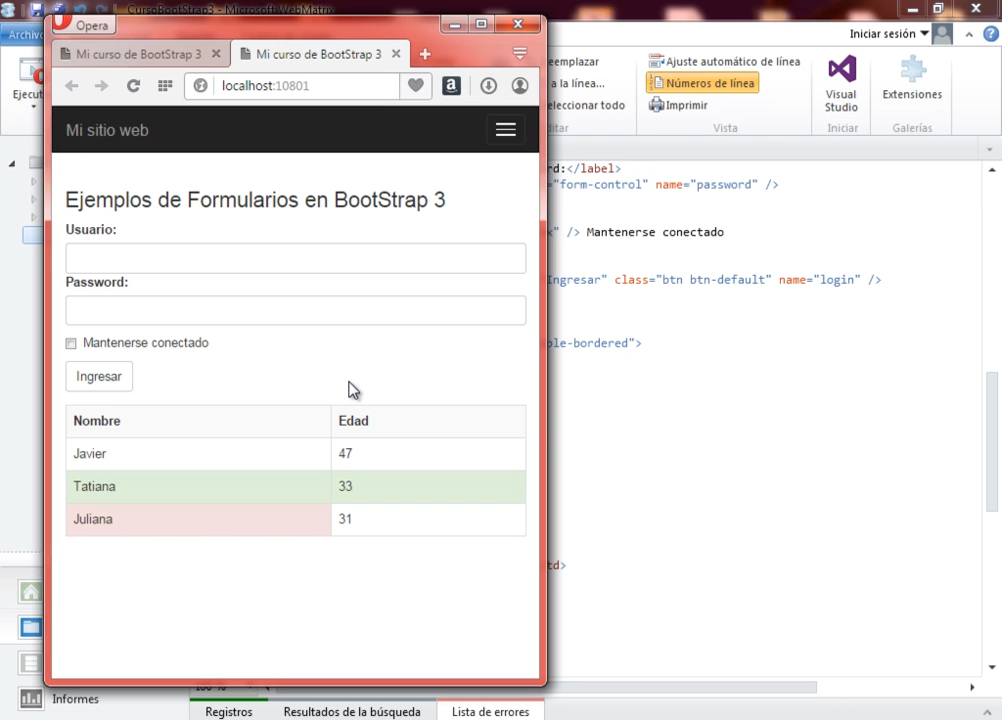 CursoBootStrap3 - Microsoft WebMatrix
Opera
Archivo
Iniciar sesión
Mi curso de BootStrap 3
Mi curso de BootStrap 3
localhost:10801
a la línea...
Ajuste automático de línea
Números de línea
Imprimir
Vista
Visual
Studio
Iniciar
Extensiones
Galerías
Mi sitio web
Ejemplos de Formularios en BootStrap 3
Usuario:
Password:
Mantenerse conectado
Ingresar
Nombre Edad
Javier 47
Tatiana 33
Juliana 31
rd:</label>
="form-control" name="password" />
" /> Mantenerse conectado
Ingresar" class="btn btn-default" name="login" />
ble-bordered">
td>
Informes
Registros
Resultados de la búsqueda
Lista de errores